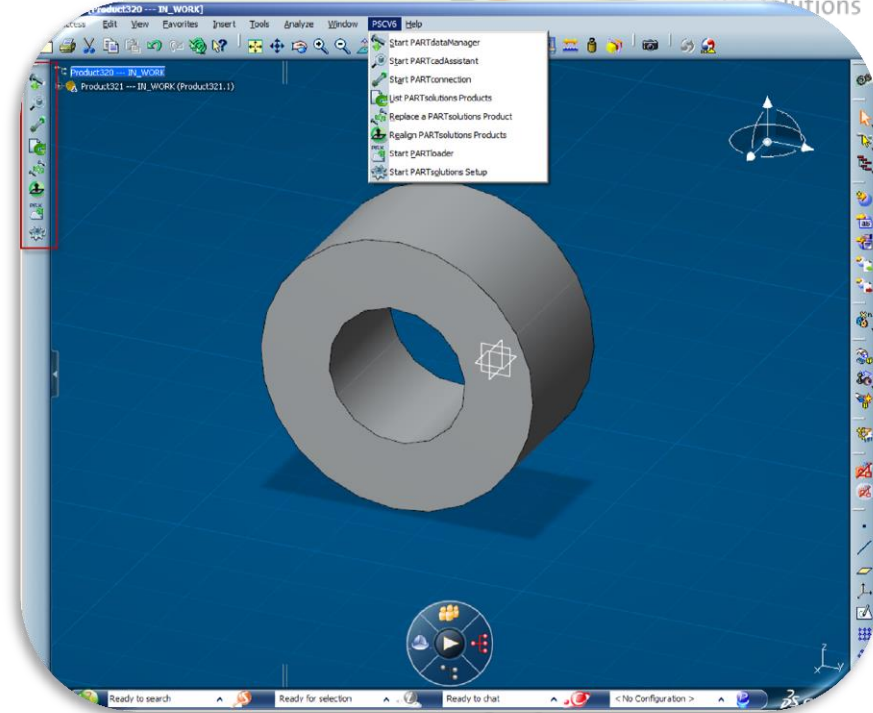 Solutions
Product320 --- IN_WORK]
Access Edit View Favorites Insert Tools Analyze Window PSCV6 Help
Start PARTdataManager
Start PARTcadAssistant
Start PARTconnection
List PARTsolutions Products
Replace a PARTsolutions Product
Realign PARTsolutions Products
Start PARTloader
Start PARTsolutions Setup
Product320 --- IN_WORK
Product321 --- IN_WORK (Product321.1)
Ready to search Ready for selection Ready to chat < No Configuration >